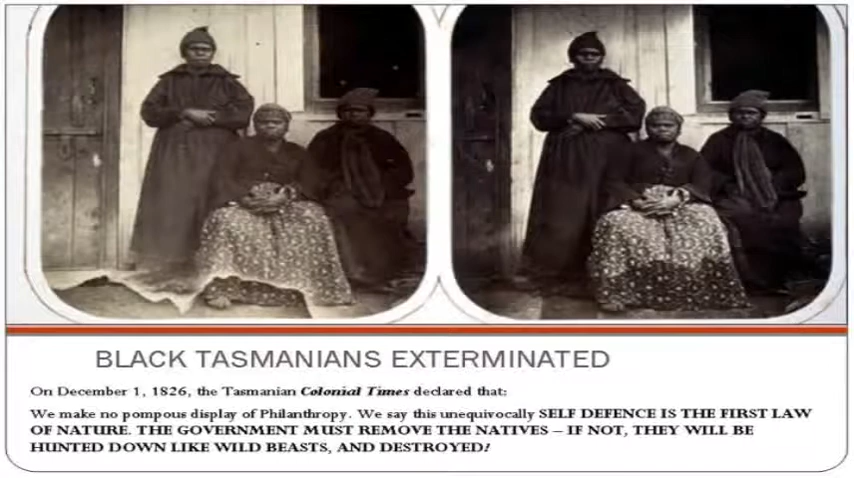 BLACK TASMANIANS EXTERMINATED
On December 1, 1826, the Tasmanian Colonial Times declared that:
We make no pompous display of Philanthropy. We say this unequivocally SELF DEFENCE IS THE FIRST LAW
OF NATURE. THE GOVERNMENT MUST REMOVE THE NATIVES – IF NOT, THEY WILL BE
HUNTED DOWN LIKE WILD BEASTS, AND DESTROYED!